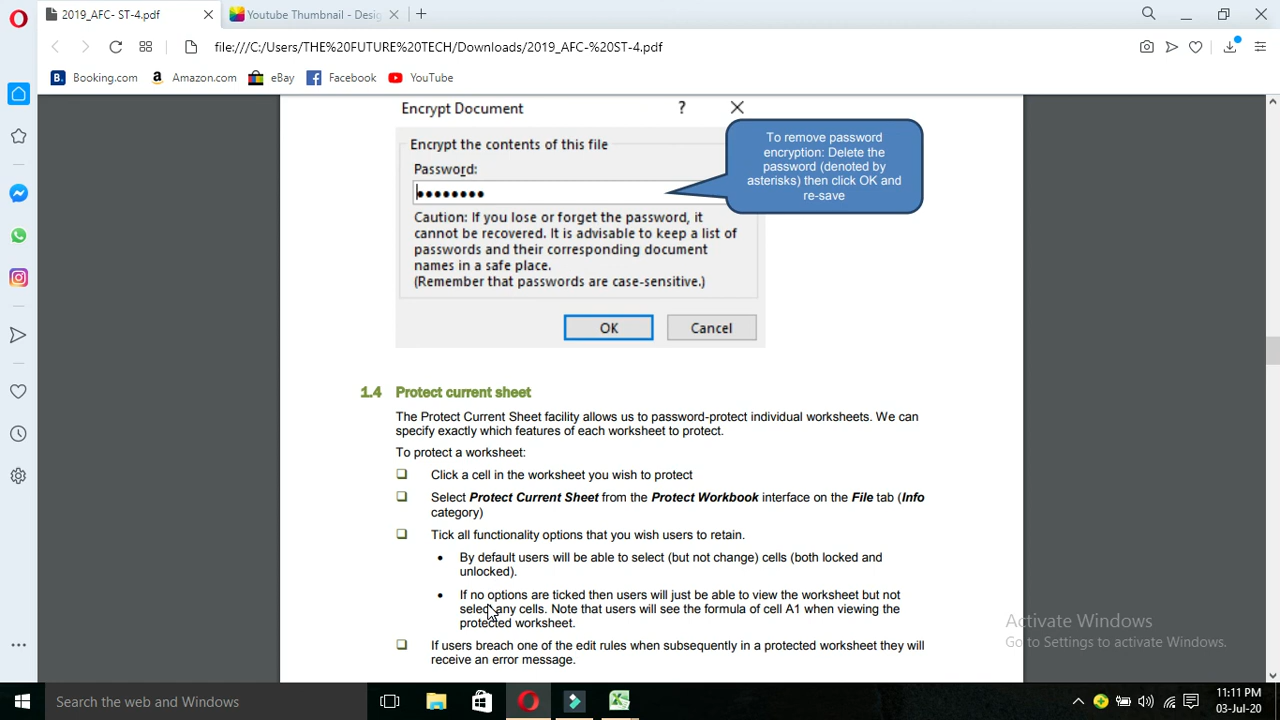 2019_AFC- ST-4.pdf
Youtube Thumbnail - Desig
file:///C:/Users/THE%20FUTURE%20TECH/Downloads/2019_AFC-%20ST-4.pdf
Booking.com
Amazon.com
eBay
Facebook
YouTube
Encrypt Document
?
Encrypt the contents of this file
Password:
••••••••
Caution: If you lose or forget the password, it
cannot be recovered. It is advisable to keep a list of
passwords and their corresponding document
names in a safe place.
(Remember that passwords are case-sensitive.)
OK
Cancel
To remove password
encryption: Delete the
password (denoted by
asterisks) then click OK and
re-save
1.4 Protect current sheet
The Protect Current Sheet facility allows us to password-protect individual worksheets. We can
specify exactly which features of each worksheet to protect.
To protect a worksheet:
❑ Click a cell in the worksheet you wish to protect
❑ Select Protect Current Sheet from the Protect Workbook interface on the File tab (Info
category)
❑ Tick all functionality options that you wish users to retain.
• By default users will be able to select (but not change) cells (both locked and
unlocked).
• If no options are ticked then users will just be able to view the worksheet but not
select any cells. Note that users will see the formula of cell A1 when viewing the
protected worksheet.
❑ If users breach one of the edit rules when subsequently in a protected worksheet they will
receive an error message.
Activate Windows
Go to Settings to activate Windows.
Search the web and Windows
11:11 PM
03-Jul-20